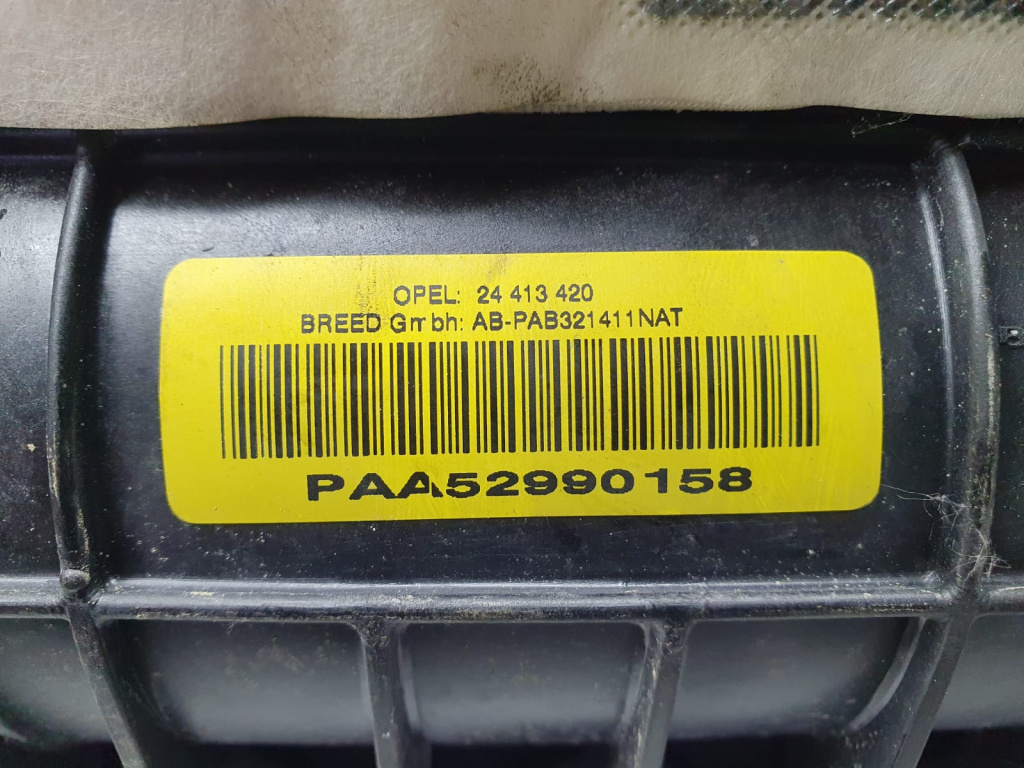 OPEL: 24 413 420
BREED GmbH: AB-PAB321411NAT
PAA52990158